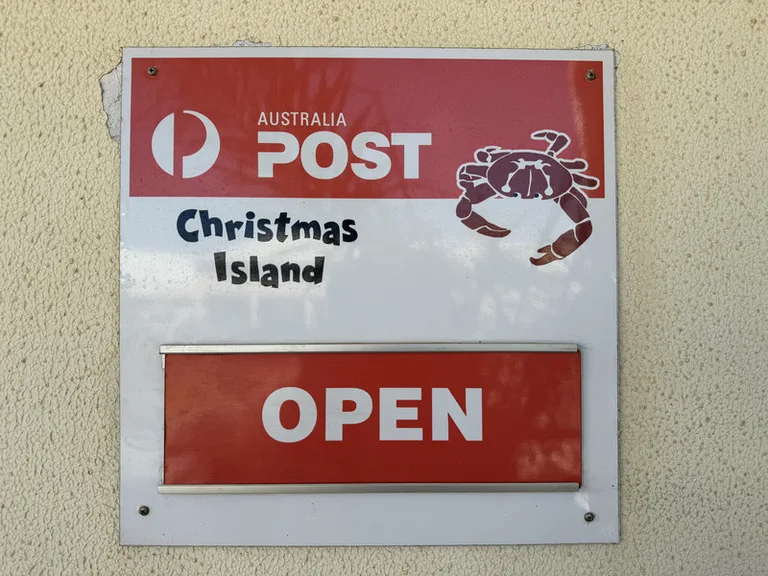 AUSTRALIA
POST
Christmas
Island
OPEN